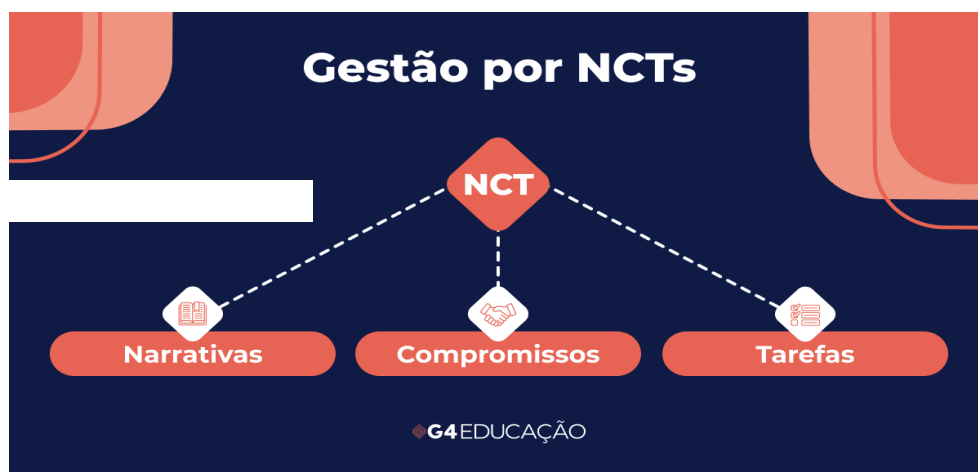 Gestão por NCTs
NCT
Narrativas
Compromissos
Tarefas
G4 EDUCAÇÃO